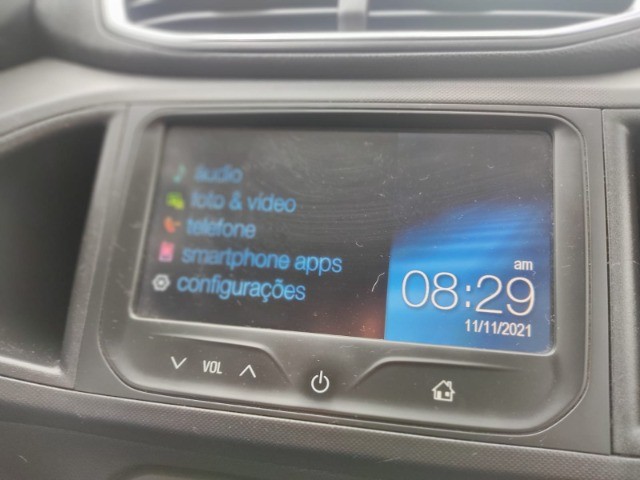 áudio
foto & vídeo
telefone
smartphone apps
configurações
am
08:29
11/11/2021
VOL